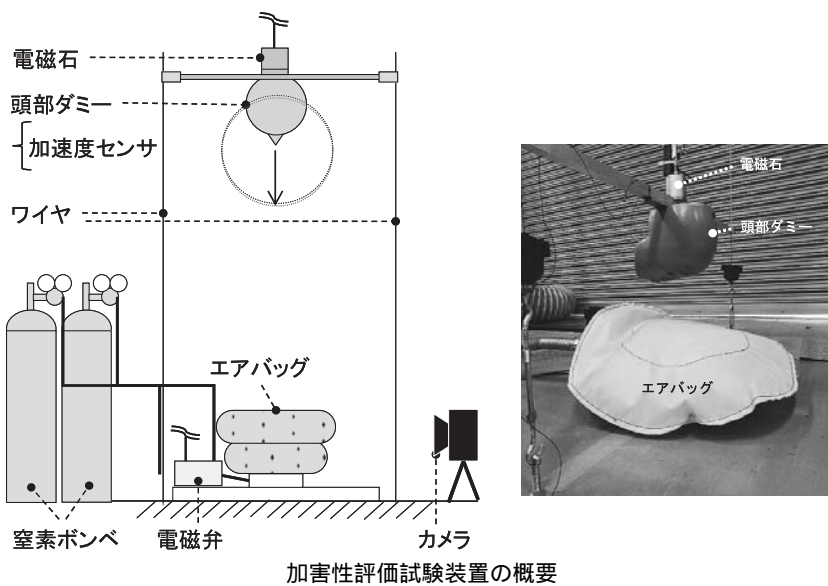 電磁石
頭部ダミー
加速度センサ
ワイヤ
エアバッグ
窒素ボンベ
電磁弁
カメラ
電磁石
頭部ダミー
エアバッグ
加害性評価試験装置の概要